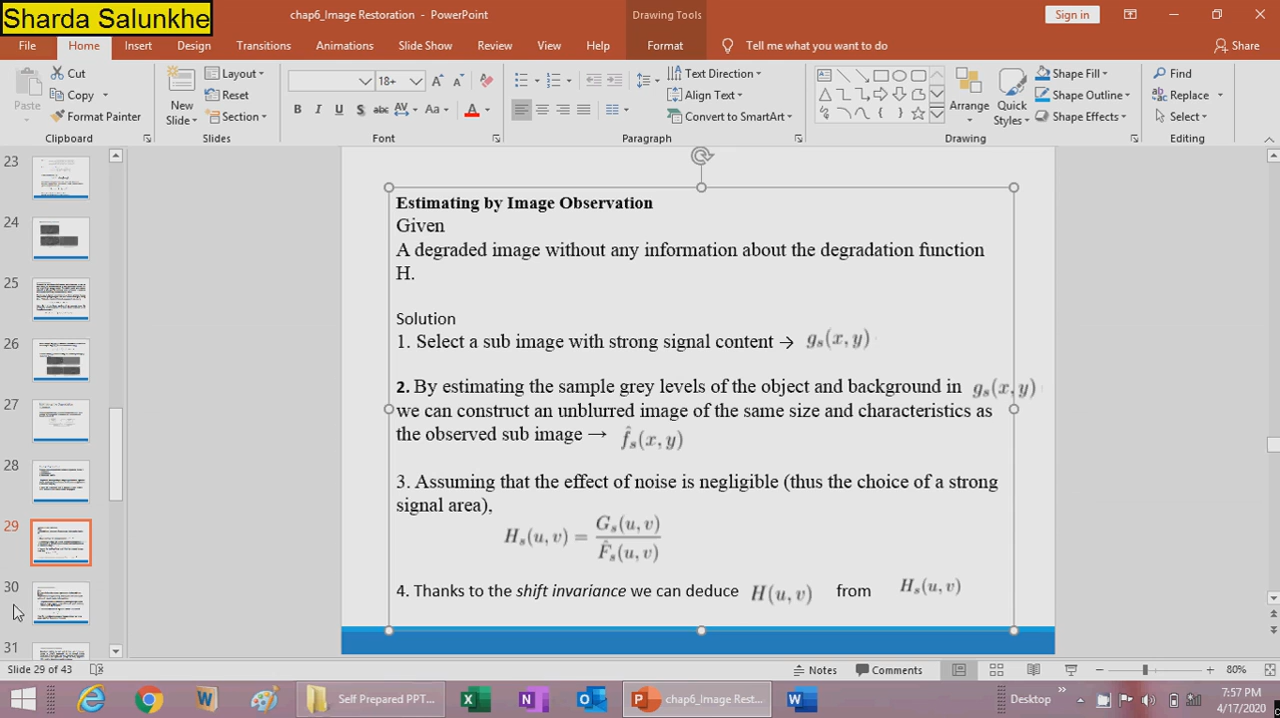 Sharda Salunkhe
chap6_Image Restoration - PowerPoint
Drawing Tools
Sign in
File Home Insert Design Transitions Animations Slide Show Review View Help Format Tell me what you want to do Share
Paste
Cut
Copy
Format Painter
Clipboard
New Slide
Layout
Reset
Section
Slides
18+
B I U S abc AV Aa A
Font
Text Direction
Align Text
Convert to SmartArt
Paragraph
Arrange
Quick Styles
Shape Fill
Shape Outline
Shape Effects
Drawing
Find
Replace
Select
Editing
23
24
25
26
27
28
29
30
31
Estimating by Image Observation
Given
A degraded image without any information about the degradation function
H.
Solution
1. Select a sub image with strong signal content → gₛ(x, y)
2. By estimating the sample grey levels of the object and background in gₛ(x, y)
we can construct an unblurred image of the same size and characteristics as
the observed sub image → f̂ₛ(x, y)
3. Assuming that the effect of noise is negligible (thus the choice of a strong
signal area),
Hₛ(u, v) = Gₛ(u, v) / F̂ₛ(u, v)
4. Thanks to the shift invariance we can deduce H(u, v) from Hₛ(u, v)
Slide 29 of 43
Notes
Comments
80%
Self Prepared PPT...
chap6_Image Rest...
Desktop
7:57 PM
4/17/2020